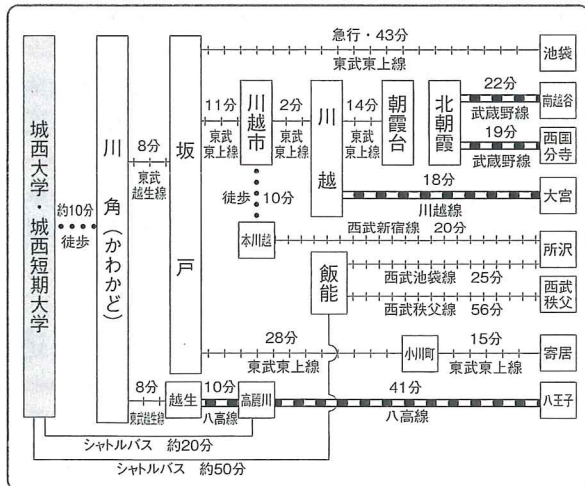 急行・43分
東武東上線
池袋
城西大学・城西短期大学
約10分
徒歩
川角(かわかど)
8分
東武
越生線
坂戸
11分
東武
東上線
川越市
2分
東武
東上線
川越
14分
東武
東上線
朝霞台
北朝霞
22分
武蔵野線
南越谷
19分
武蔵野線
西国
分寺
18分
川越線
大宮
徒歩
10分
本川越
西武新宿線 20分
所沢
飯能
西武池袋線 25分
西武秩父線 56分
西武
秩父
28分
東武東上線
小川町
15分
東武東上線
寄居
8分
東武越生線
越生
10分
八高線
高麗川
41分
八高線
八王子
シャトルバス 約20分
シャトルバス 約50分